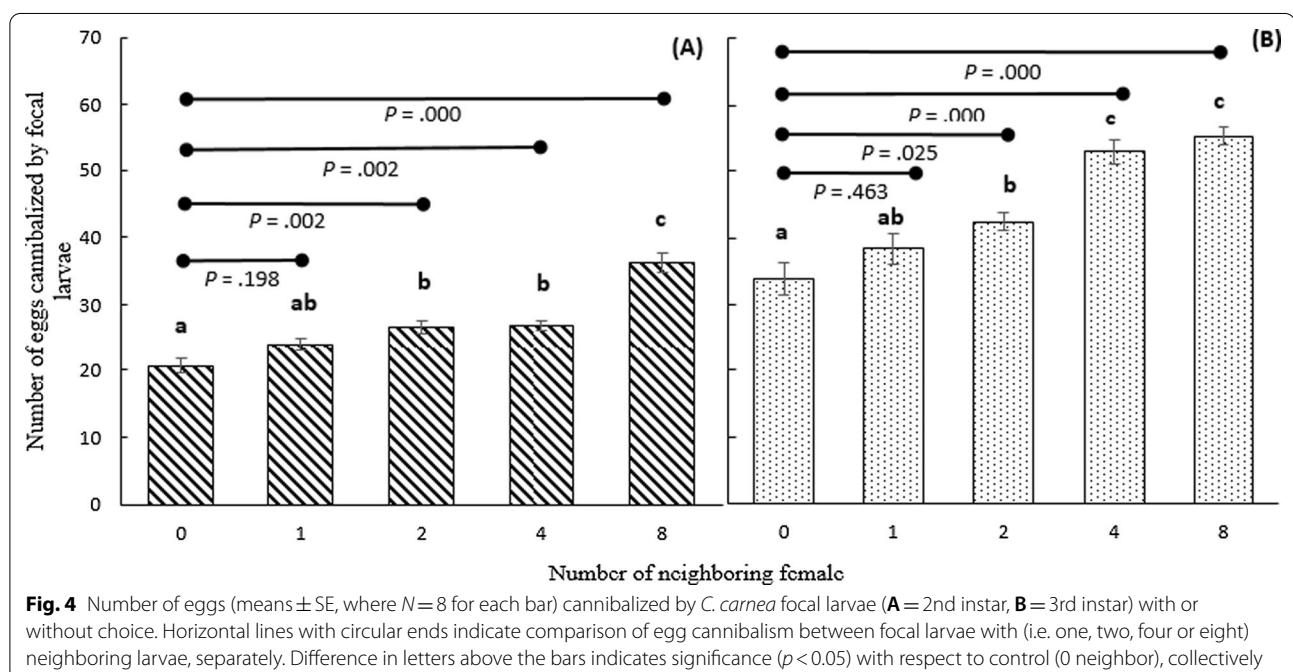 70
60
50
40
30
20
10
0
Number of eggs cannibalized by focal
larvae
(A)
P = .000
P = .002
P = .002
P = .198
a
ab
b
b
c
0 1 2 4 8
(B)
P = .000
P = .000
P = .025
P = .463
a
ab
b
c
c
0 1 2 4 8
Number of neighboring female
Fig. 4 Number of eggs (means ± SE, where N = 8 for each bar) cannibalized by C. carnea focal larvae (A = 2nd instar, B = 3rd instar) with or
without choice. Horizontal lines with circular ends indicate comparison of egg cannibalism between focal larvae with (i.e. one, two, four or eight)
neighboring larvae, separately. Difference in letters above the bars indicates significance (p < 0.05) with respect to control (0 neighbor), collectively